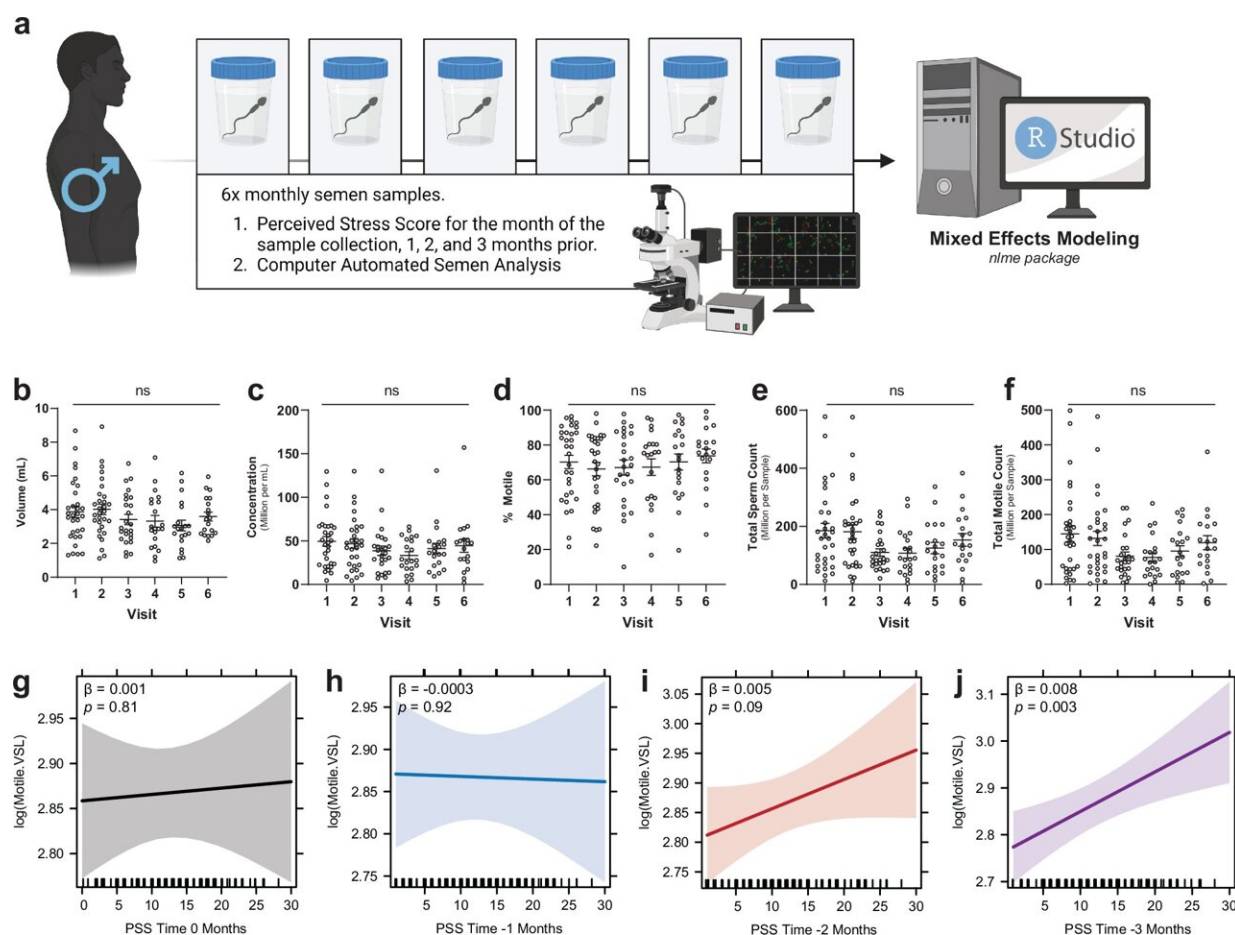 a
R Studio
6x monthly semen samples.
1. Perceived Stress Score for the month of the
sample collection, 1, 2, and 3 months prior.
2. Computer Automated Semen Analysis
Mixed Effects Modeling
nlme package
b
ns
Volume (mL)
10
8
6
4
2
0
1 2 3 4 5 6
Visit
c
ns
Concentration
(Million per mL)
200
150
100
50
0
1 2 3 4 5 6
Visit
d
ns
% Motile
100
80
60
40
20
0
1 2 3 4 5 6
Visit
e
ns
Total Sperm Count
(Million per Sample)
600
400
200
0
1 2 3 4 5 6
Visit
f
ns
Total Motile Count
(Million per Sample)
500
400
300
200
100
0
1 2 3 4 5 6
Visit
g
β = 0.001
p = 0.81
log(Motile.VSL)
2.95
2.90
2.85
2.80
0 5 10 15 20 25 30
PSS Time 0 Months
h
β = -0.0003
p = 0.92
log(Motile.VSL)
2.95
2.90
2.85
2.80
2.75
5 10 15 20 25 30
PSS Time -1 Months
i
β = 0.005
p = 0.09
log(Motile.VSL)
3.05
3.00
2.95
2.90
2.85
2.80
2.75
5 10 15 20 25 30
PSS Time -2 Months
j
β = 0.008
p = 0.003
log(Motile.VSL)
3.1
3.0
2.9
2.8
2.7
5 10 15 20 25 30
PSS Time -3 Months